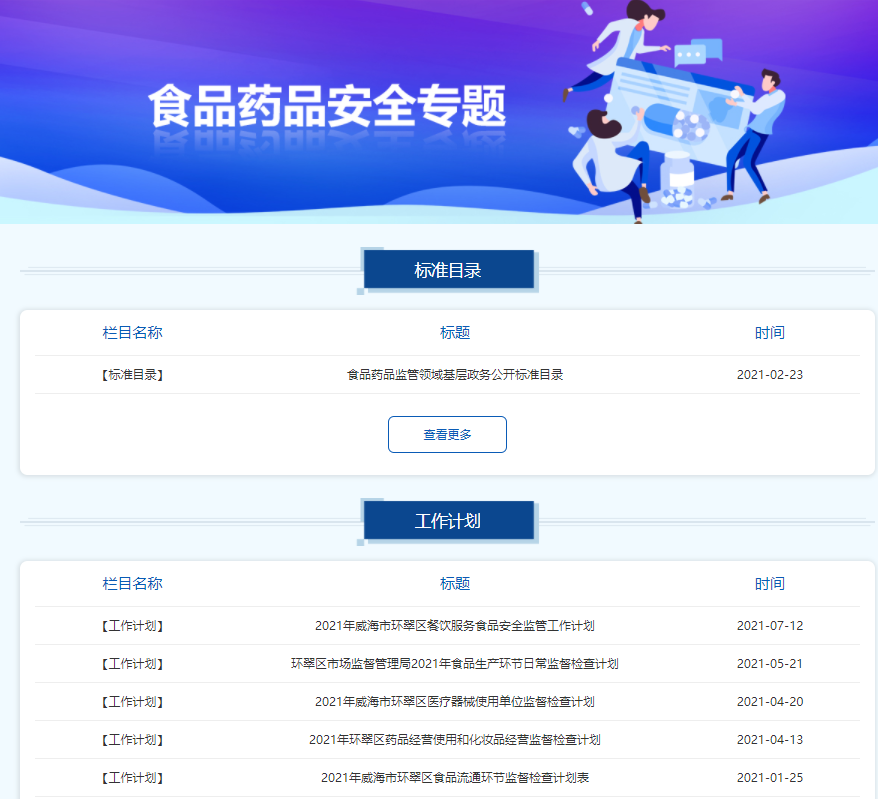 食品药品安全专题
标准目录
栏目名称 标题 时间
【标准目录】 食品药品监管领域基层政务公开标准目录 2021-02-23
查看更多
工作计划
栏目名称 标题 时间
【工作计划】 2021年威海市环翠区餐饮服务食品安全监管工作计划 2021-07-12
【工作计划】 环翠区市场监督管理局2021年食品生产环节日常监督检查计划 2021-05-21
【工作计划】 2021年威海市环翠区医疗器械使用单位监督检查计划 2021-04-20
【工作计划】 2021年环翠区药品经营使用和化妆品经营监督检查计划 2021-04-13
【工作计划】 2021年威海市环翠区食品流通环节监督检查计划表 2021-01-25